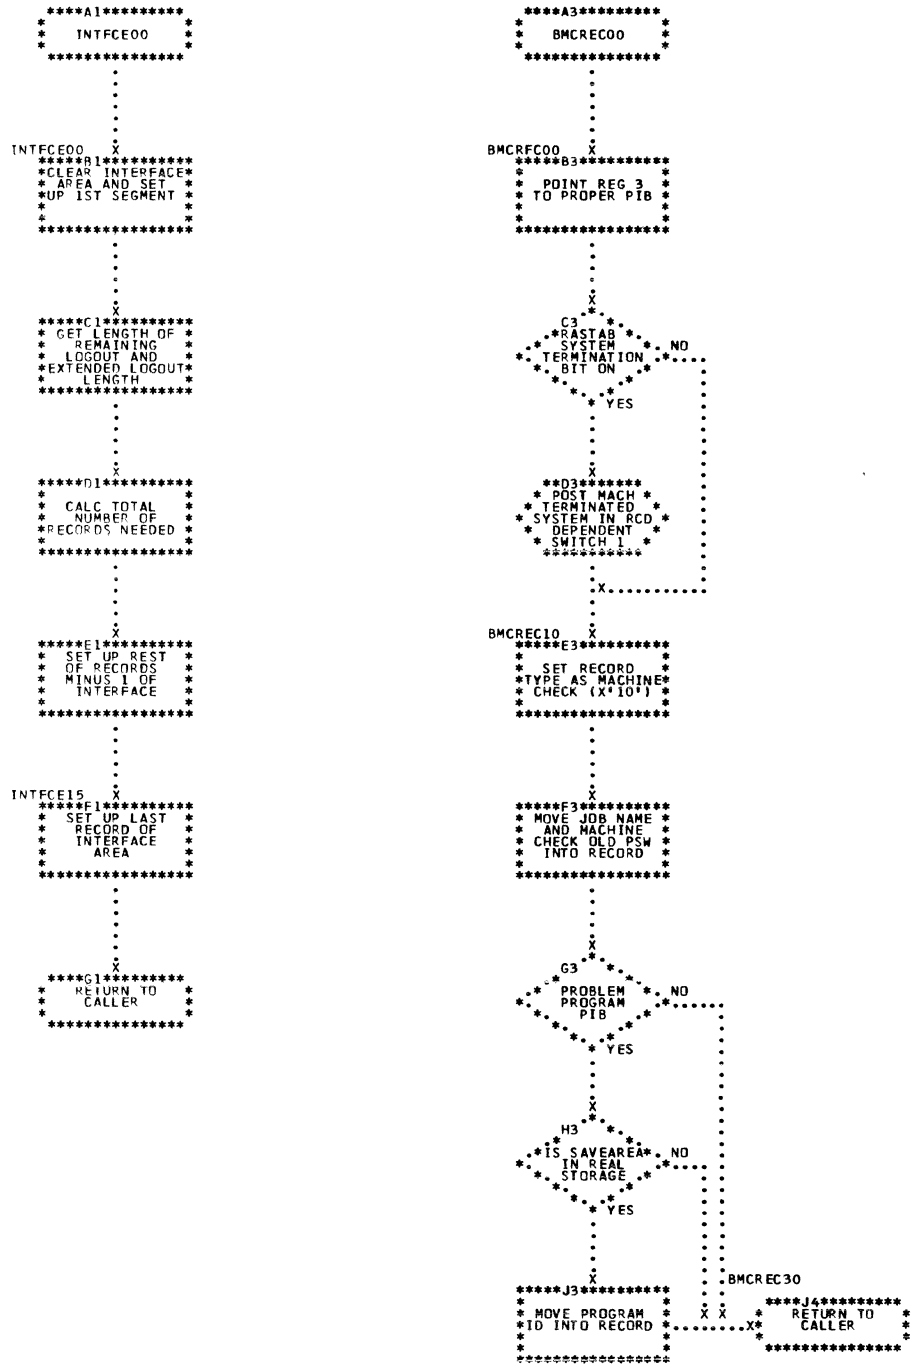 A1
INTFCE00
INTFCE00
B1
CLEAR INTERFACE
AREA AND SET
UP 1ST SEGMENT
C1
GET LENGTH OF
REMAINING
LOGOUT AND
EXTENDED LOGOUT
LENGTH
D1
CALC TOTAL
NUMBER OF
RECORDS NEEDED
E1
SET UP REST
OF RECORDS
MINUS 1 OF
INTERFACE
INTFCE15
F1
SET UP LAST
RECORD OF
INTERFACE
AREA
G1
RETURN TO
CALLER
A3
BMCREC00
BMCRFC00
B3
POINT REG 3
TO PROPER PIB
C3
RASTAB
SYSTEM
TERMINATION
BIT ON
NO
YES
D3
POST MACH
TERMINATED
SYSTEM IN RCD
DEPENDENT
SWITCH 1
BMCREC10
E3
SET RECORD
TYPE AS MACHINE
CHECK (X'10')
F3
MOVE JOB NAME
AND MACHINE
CHECK OLD PSW
INTO RECORD
G3
PROBLEM
PROGRAM
PIB
NO
YES
H3
IS SAVEAREA
IN REAL
STORAGE
NO
YES
J3
MOVE PROGRAM
ID INTO RECORD
BMCREC30
J4
RETURN TO
CALLER